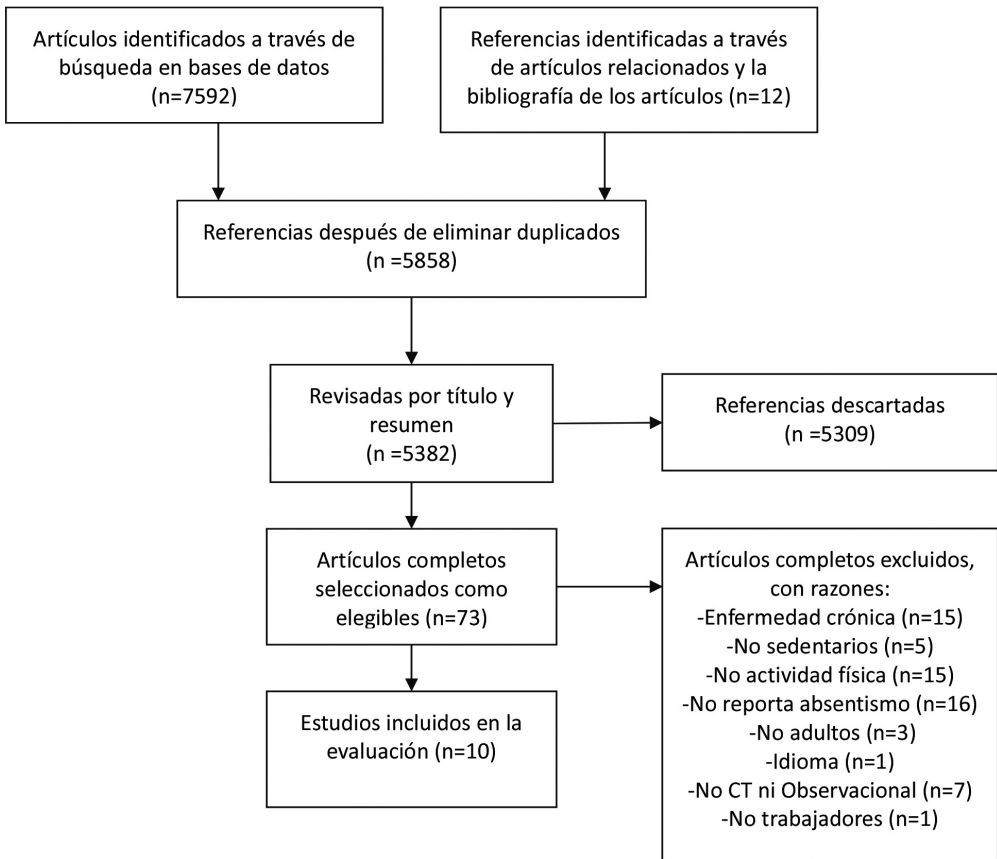 Artículos identificados a través de
búsqueda en bases de datos
(n=7592)
Referencias identificadas a través
de artículos relacionados y la
bibliografía de los artículos (n=12)
Referencias después de eliminar duplicados
(n =5858)
Revisadas por título y
resumen
(n =5382)
Referencias descartadas
(n =5309)
Artículos completos
seleccionados como
elegibles (n=73)
Artículos completos excluidos,
con razones:
-Enfermedad crónica (n=15)
-No sedentarios (n=5)
-No actividad física (n=15)
-No reporta absentismo (n=16)
-No adultos (n=3)
-Idioma (n=1)
-No CT ni Observacional (n=7)
-No trabajadores (n=1)
Estudios incluidos en la
evaluación (n=10)